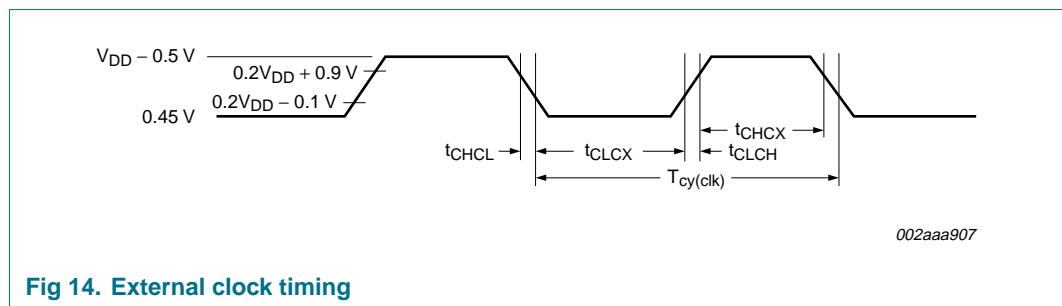 VDD − 0.5 V
0.2VDD + 0.9 V
0.2VDD − 0.1 V
0.45 V
tCHCX
tCHCL
tCLCX
tCLCH
Tcy(clk)
002aaa907
Fig 14. External clock timing